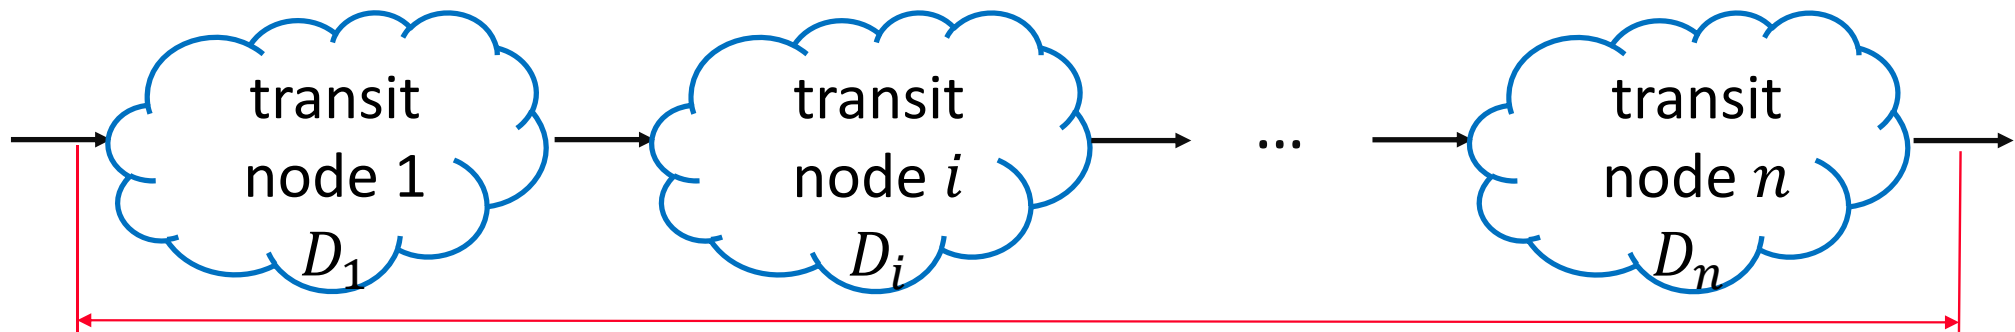 transit
node 1
D₁
transit
node i
Dᵢ
...
transit
node n
Dₙ